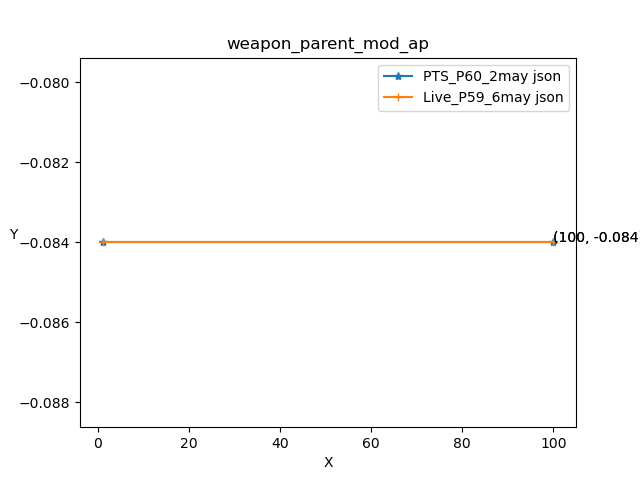 weapon_parent_mod_ap
PTS_P60_2may json
Live_P59_6may json
−0.080
−0.082
Y
−0.084
(100, -0.084
−0.086
−0.088
0
20
40
60
80
100
X